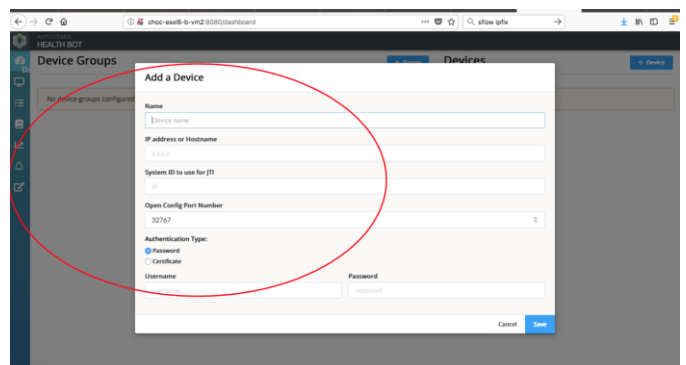 choc-esxi6-b-vm2:8080/dashboard
sflow ipfix
HEALTH BOT
Device Groups
Devices
+ Device
No device groups configured
Add a Device
Name
Device name
IP address or Hostname
A.A.A.A
System ID to use for JTI
id
Open Config Port Number
32767
Authentication Type:
Password
Certificate
Username
Password
username
password
Cancel
Save